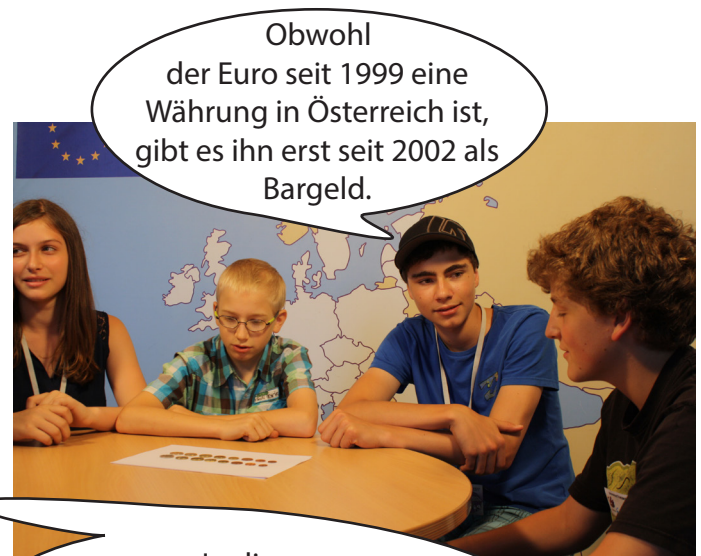 Obwohl
der Euro seit 1999 eine
Währung in Österreich ist,
gibt es ihn erst seit 2002 als
Bargeld.